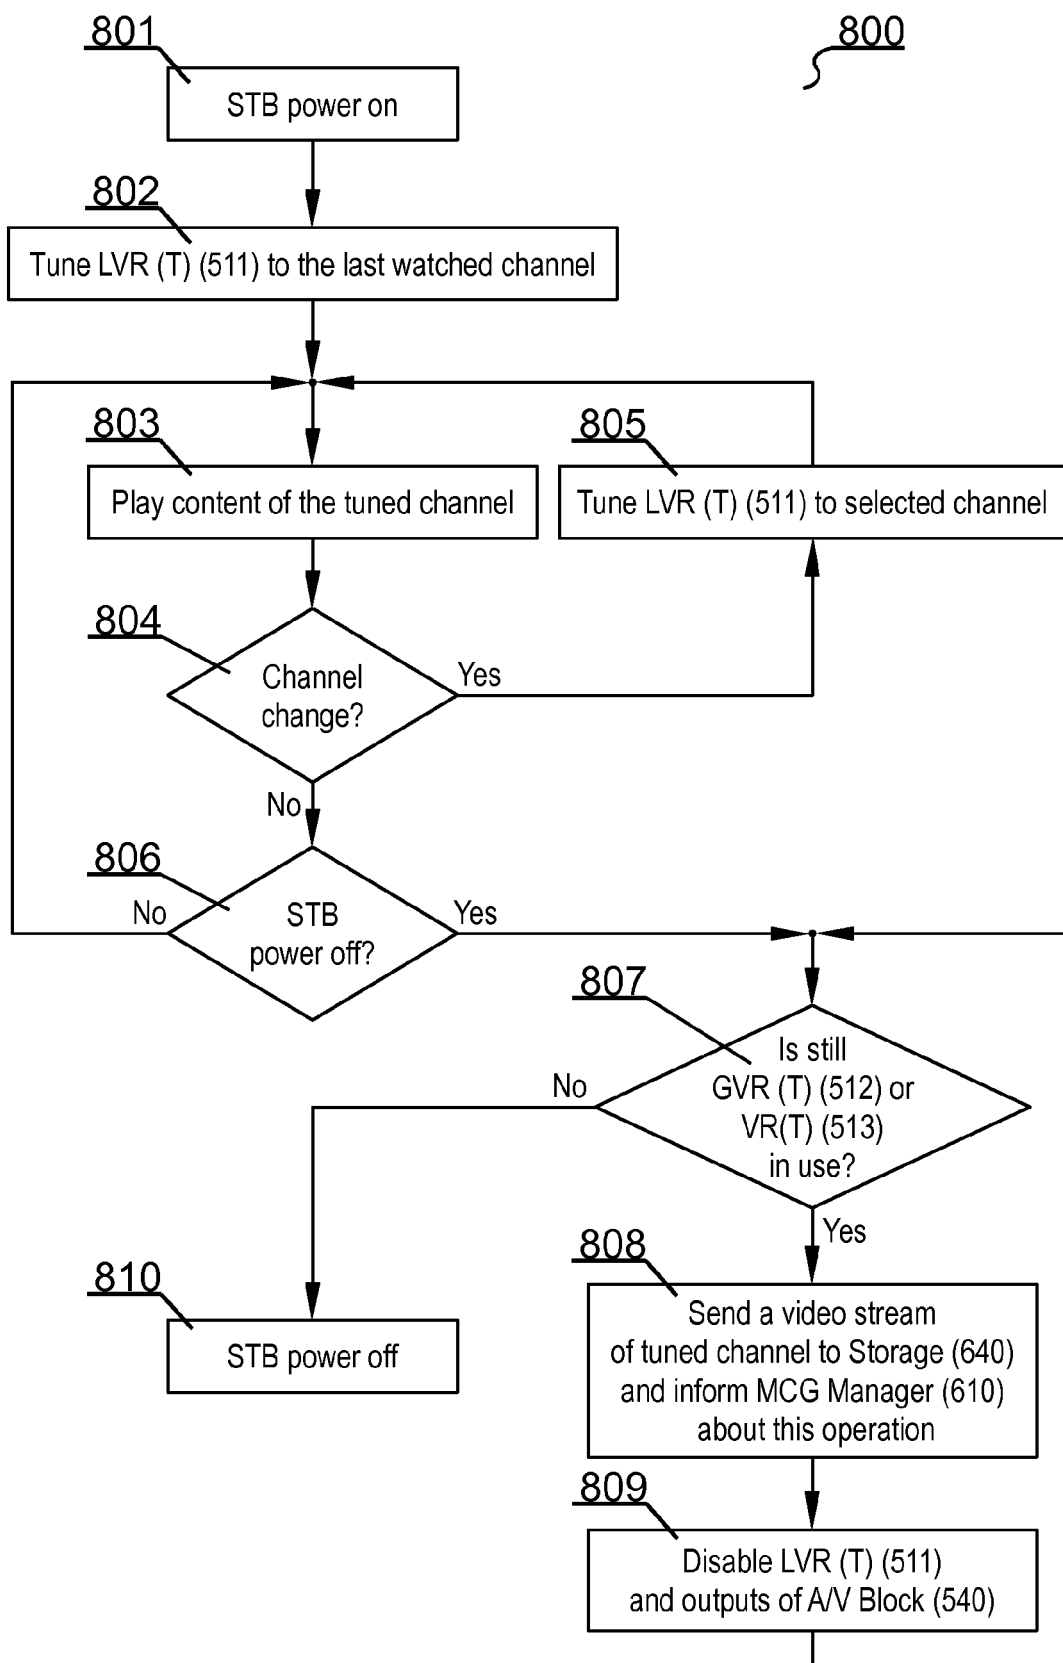 801
800
STB power on
802
Tune LVR (T) (511) to the last watched channel
803
805
Play content of the tuned channel
Tune LVR (T) (511) to selected channel
804
Channel
change?
Yes
No
806
STB
power off?
No
Yes
807
Is still
GVR (T) (512) or
VR(T) (513)
in use?
No
Yes
808
Send a video stream
of tuned channel to Storage (640)
and inform MCG Manager (610)
about this operation
810
STB power off
809
Disable LVR (T) (511)
and outputs of A/V Block (540)